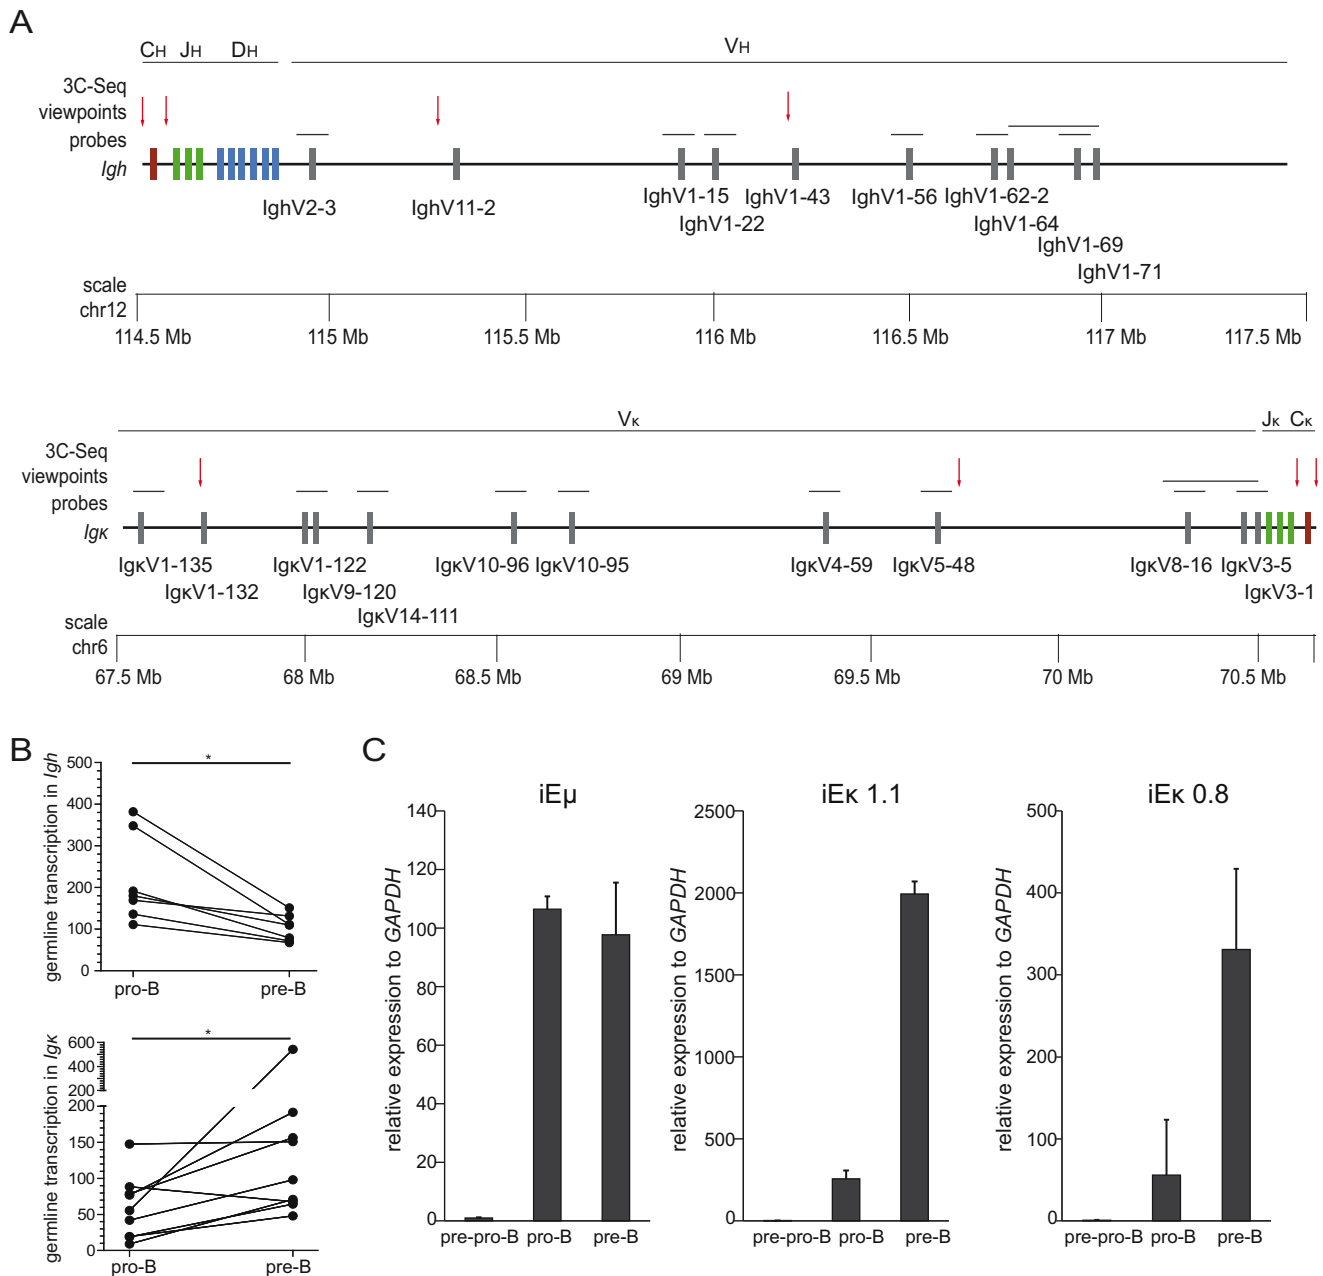 A
CH JH DH VH
3C-Seq
viewpoints
probes
Igh
IghV2-3 IghV11-2 IghV1-15 IghV1-43 IghV1-56 IghV1-62-2
IghV1-22 IghV1-64
IghV1-69
IghV1-71
scale
chr12
114.5 Mb 115 Mb 115.5 Mb 116 Mb 116.5 Mb 117 Mb 117.5 Mb
Vκ Jκ Cκ
3C-Seq
viewpoints
probes
Igκ
IgκV1-135 IgκV1-122 IgκV10-96 IgκV10-95 IgκV4-59 IgκV5-48 IgκV8-16 IgκV3-5
IgκV1-132 IgκV9-120 IgκV3-1
IgκV14-111
scale
chr6
67.5 Mb 68 Mb 68.5 Mb 69 Mb 69.5 Mb 70 Mb 70.5 Mb
B
germline transcription in Igh
500
400
300
200
100
0
*
pro-B pre-B
germline transcription in Igκ
600
400
200
200
150
100
50
0
*
pro-B pre-B
C
iEμ
relative expression to GAPDH
140
120
100
80
60
40
20
0
pre-pro-B pro-B pre-B
iEκ 1.1
relative expression to GAPDH
2500
2000
1500
1000
500
0
pre-pro-B pro-B pre-B
iEκ 0.8
relative expression to GAPDH
500
400
300
200
100
0
pre-pro-B pro-B pre-B